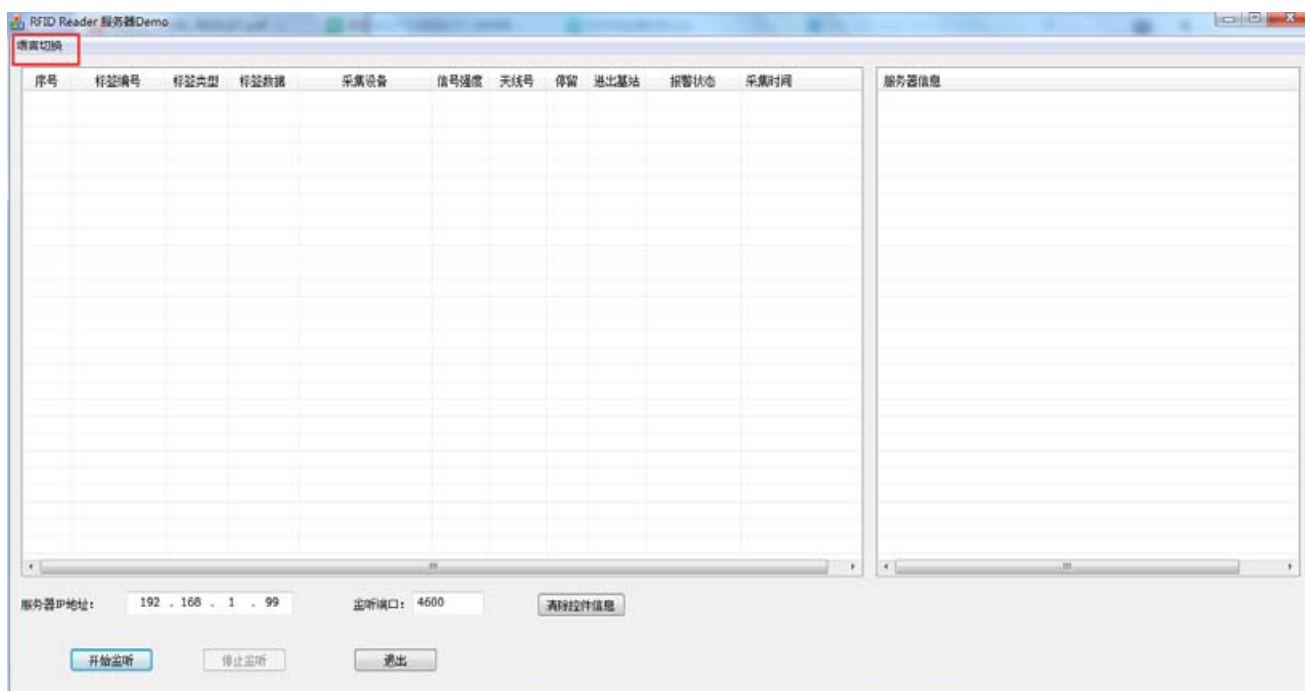 RFID Reader 服务器Demo
语言切换
序号 标签编号 标签类型 标签数据 采集设备 信号强度 天线号 停留 进出基站 报警状态 采集时间 服务器信息
服务器IP地址： 192 . 168 . 1 . 99 监听端口： 4600 清除控件信息
开始监听 停止监听 退出